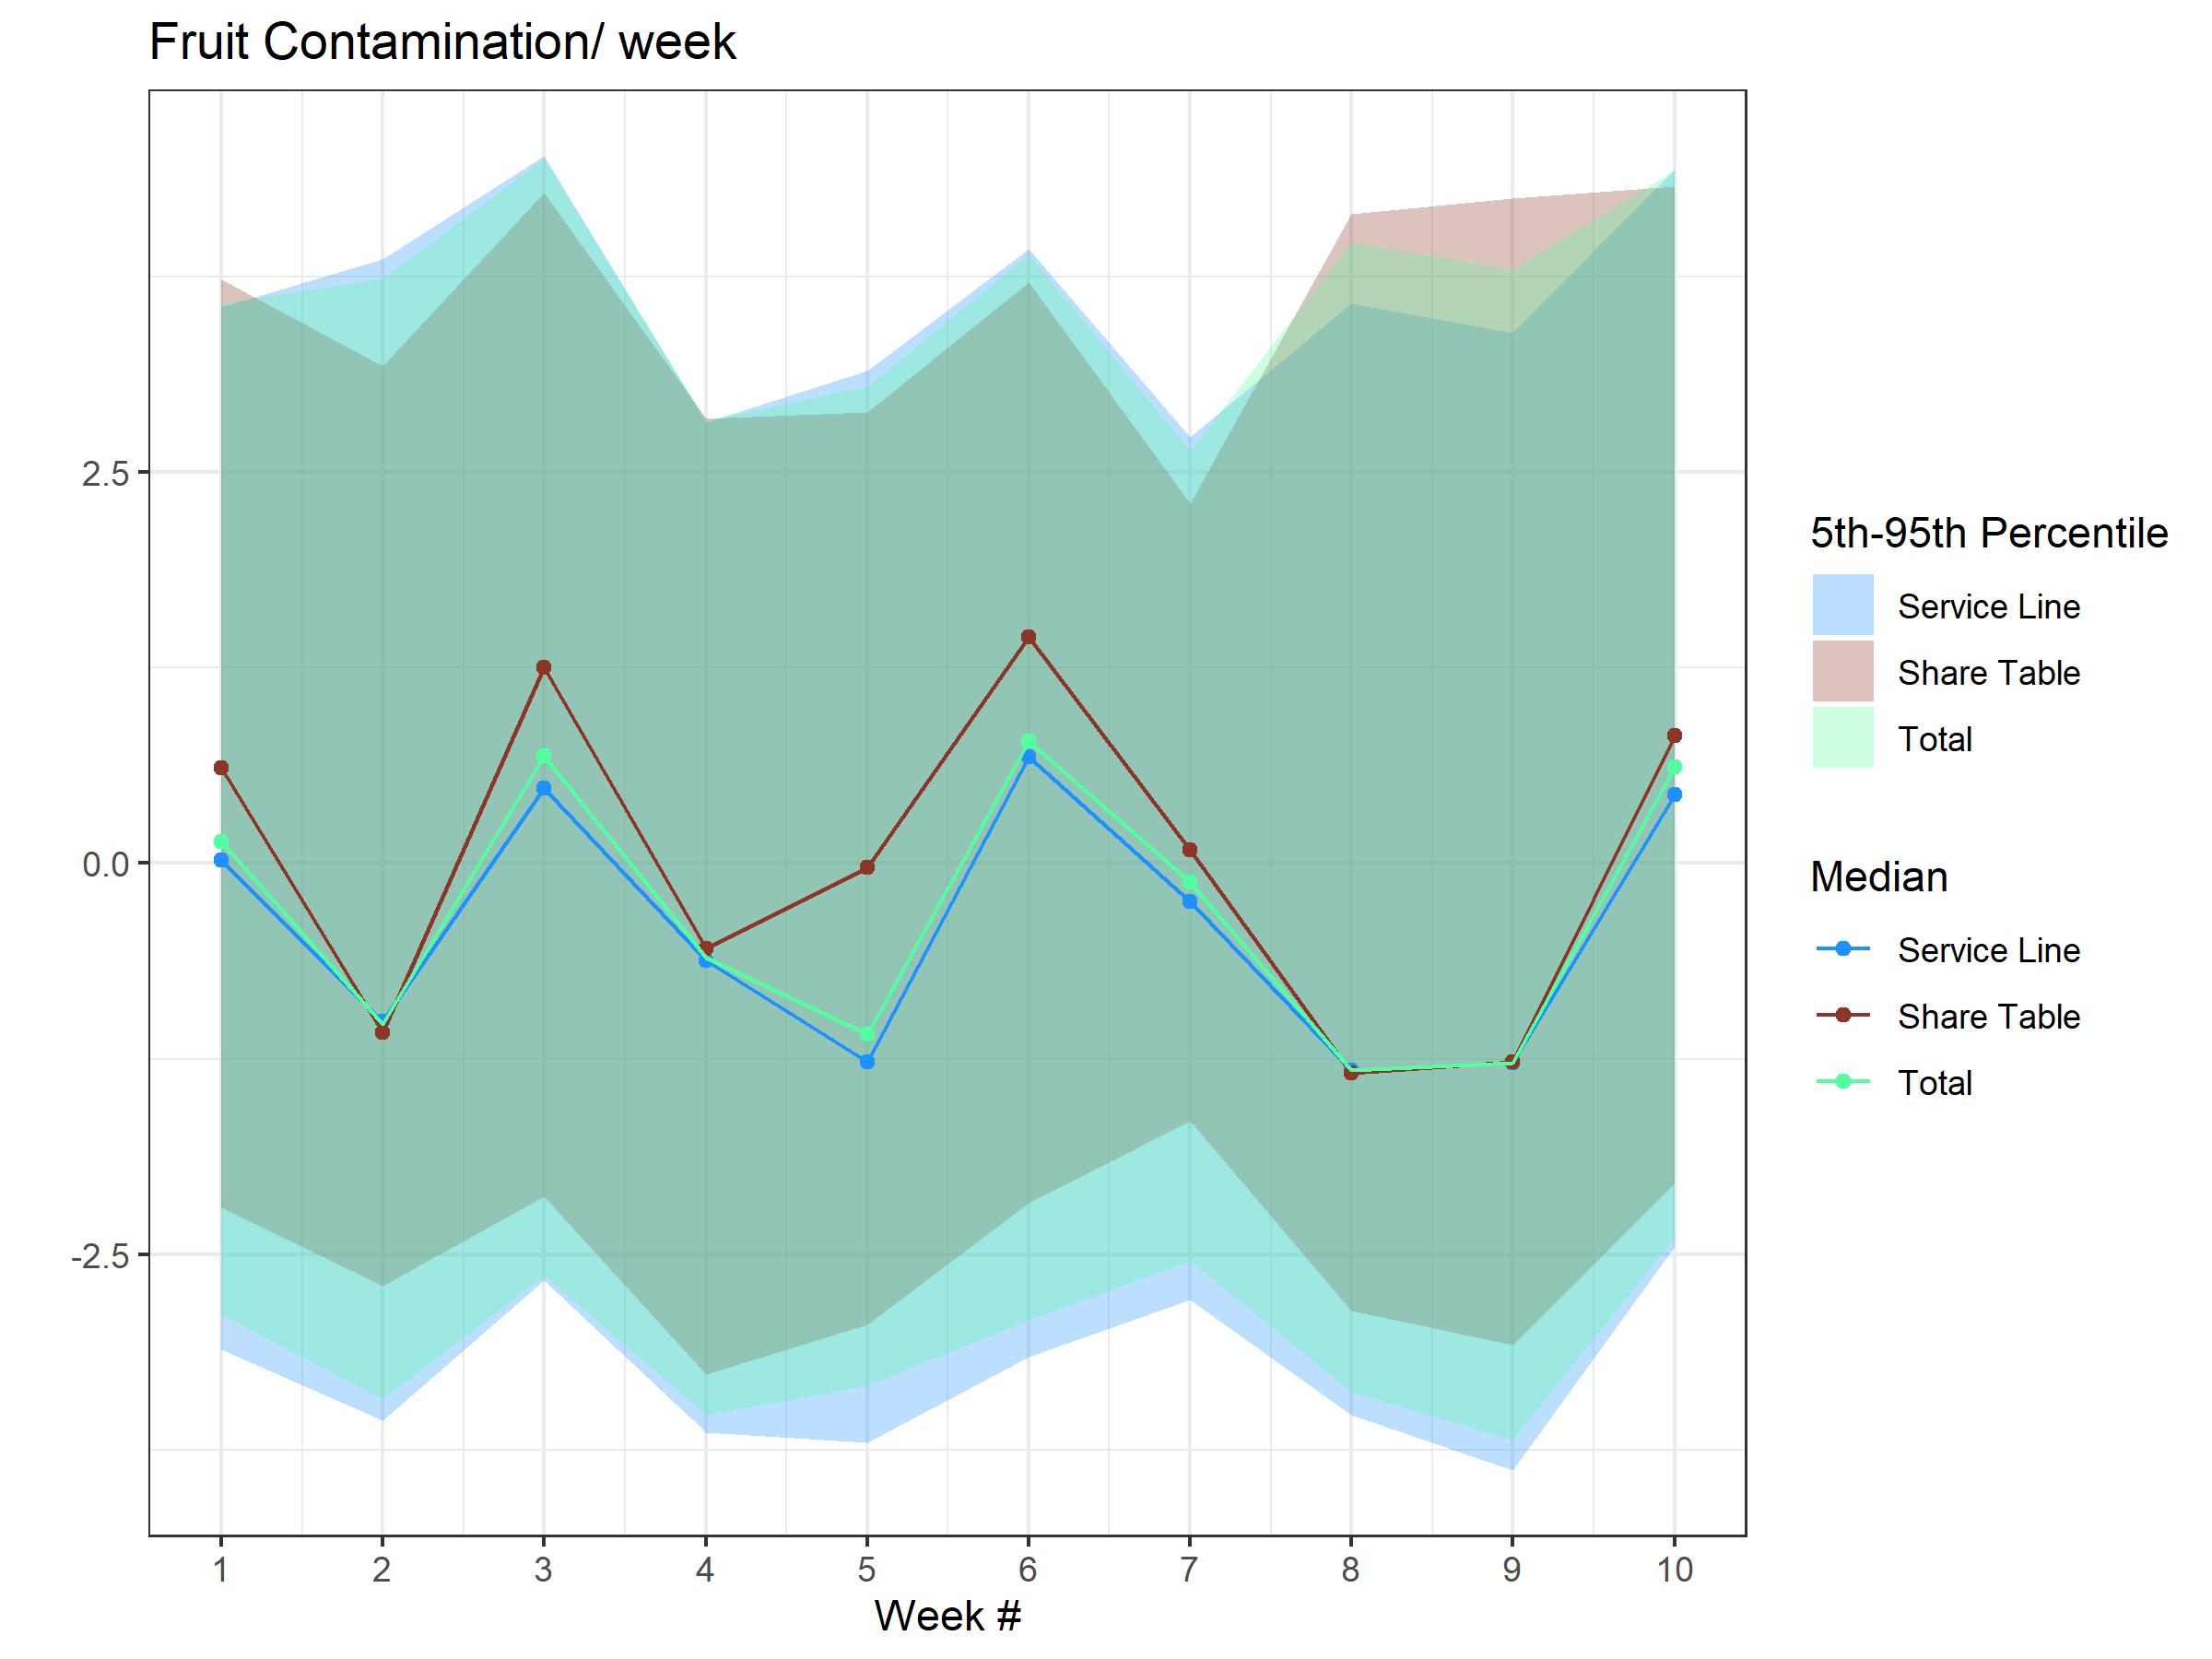 Fruit Contamination/ week
2.5
0.0
-2.5
1 2 3 4 5 6 7 8 9 10
Week #
5th-95th Percentile
Service Line
Share Table
Total
Median
Service Line
Share Table
Total